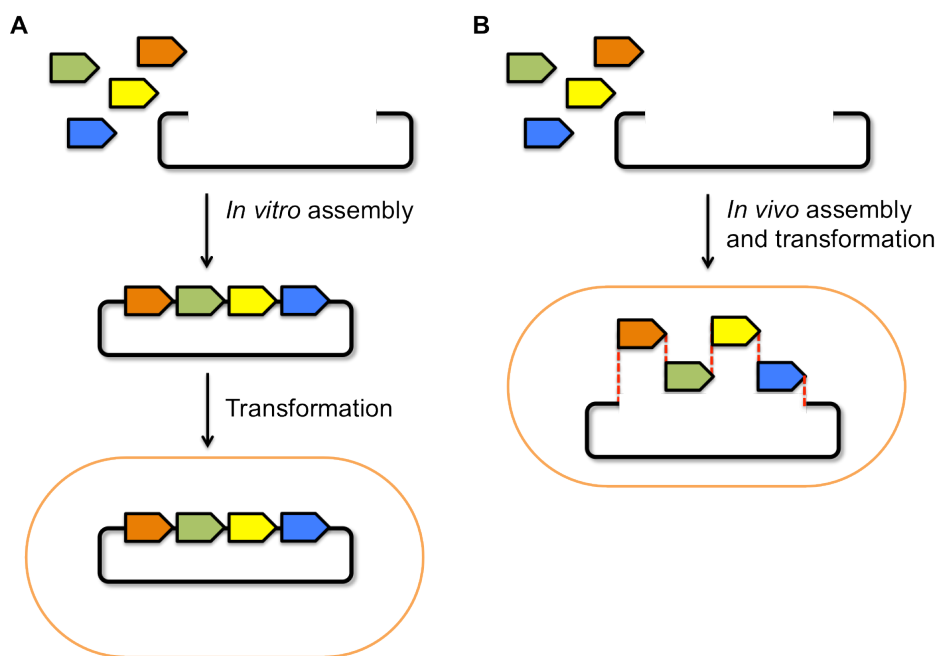 A
In vitro assembly
Transformation
B
In vivo assembly
and transformation